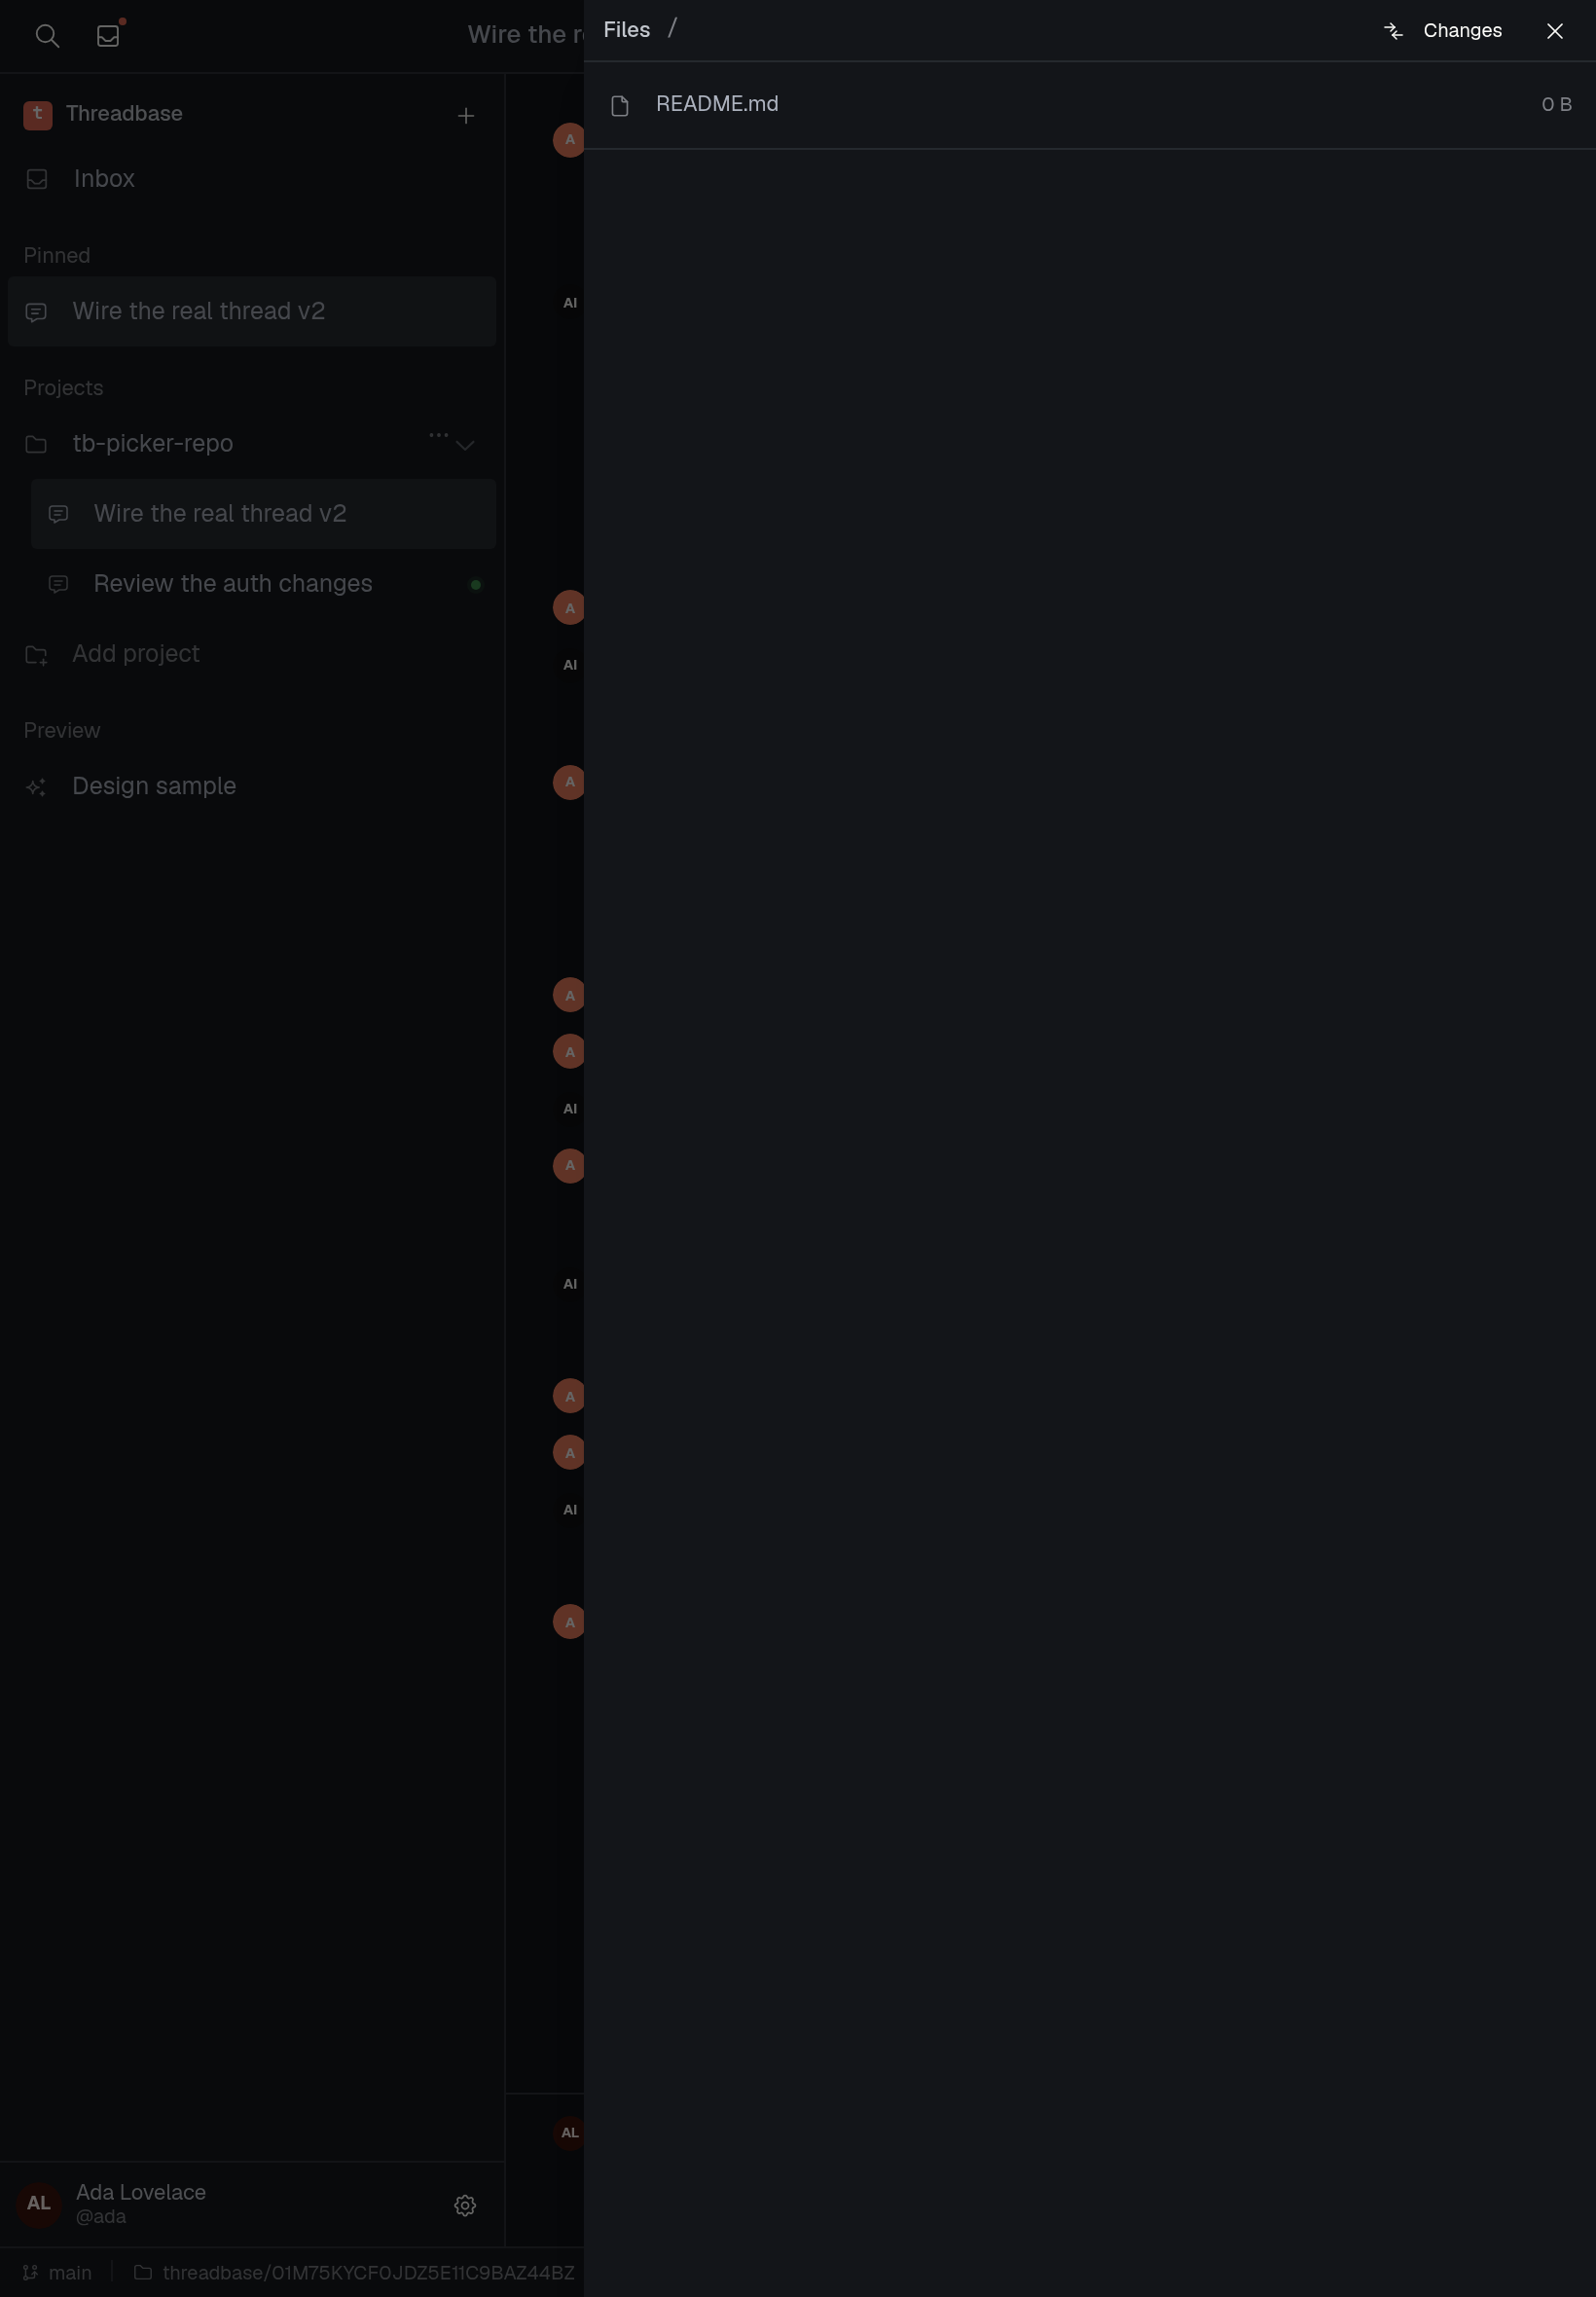 Wire the r
Files /
Changes
README.md
0 B
t Threadbase
Inbox
Pinned
Wire the real thread v2
Projects
tb-picker-repo
Wire the real thread v2
Review the auth changes
Add project
Preview
Design sample
A
AI
A
AI
A
A
A
AI
A
AI
A
A
AI
A
AL
AL
Ada Lovelace
@ada
main
threadbase/01M75KYCF0JDZ5E11C9BAZ44BZ